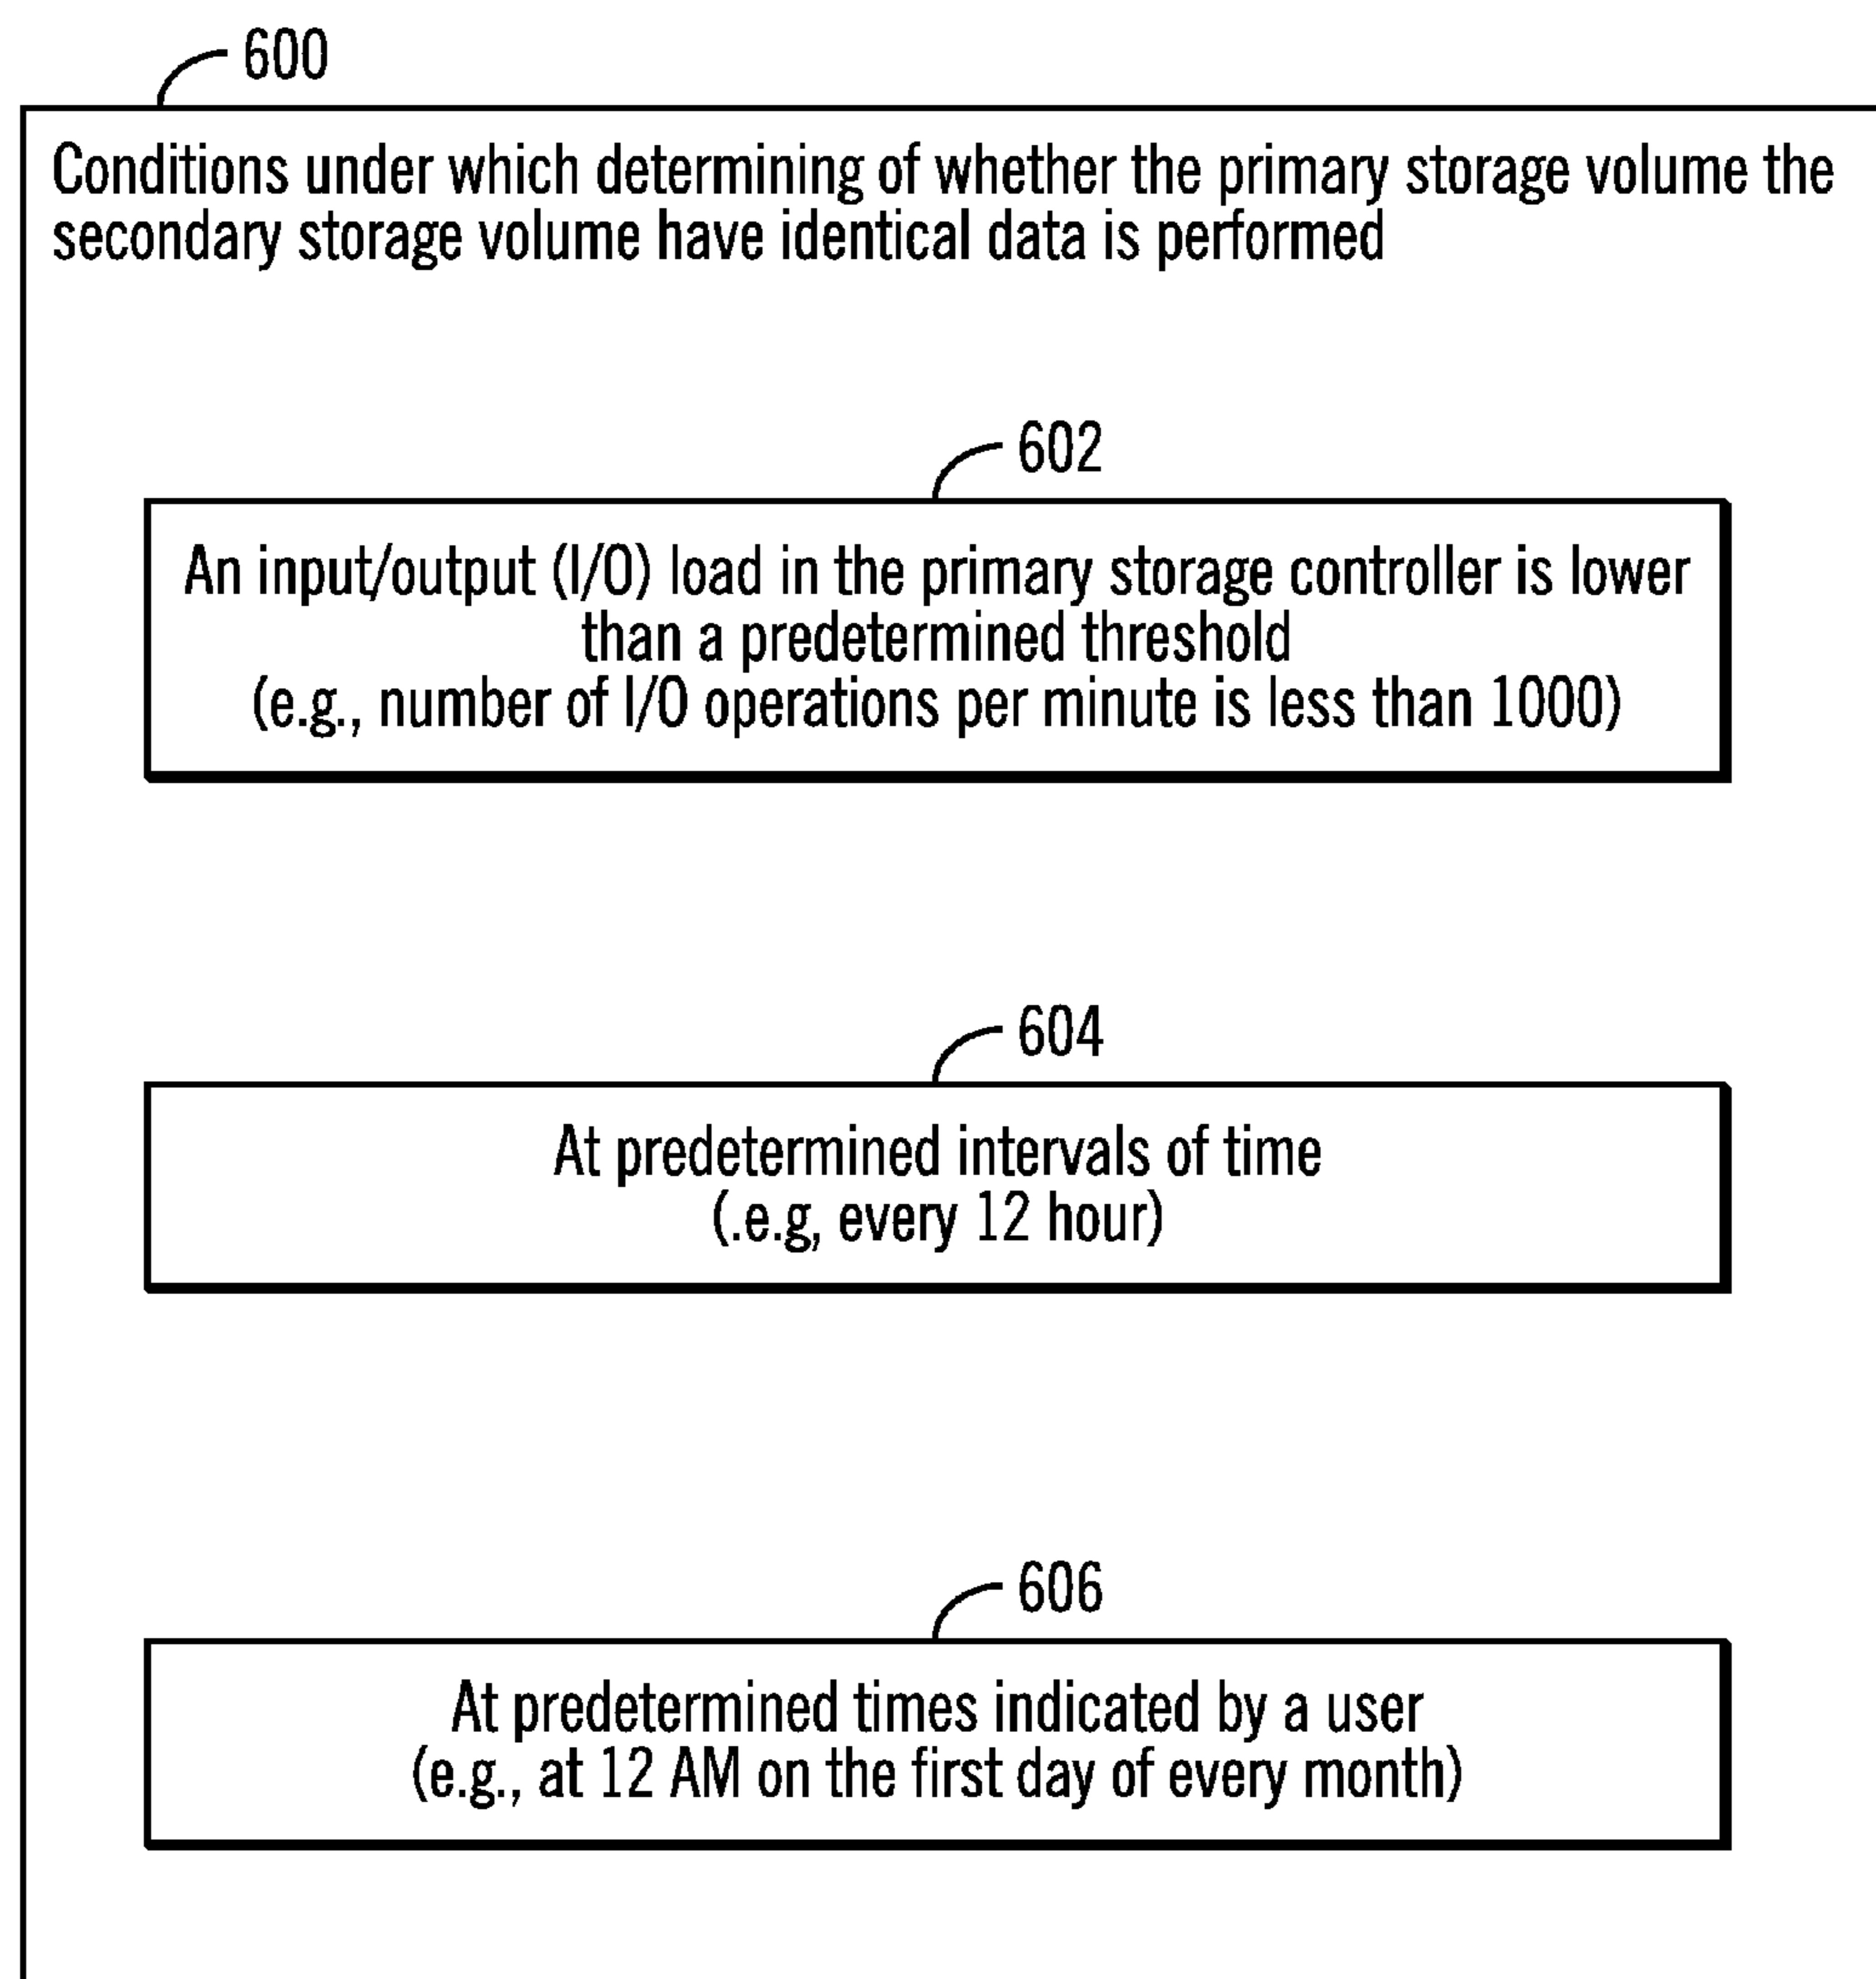 600
Conditions under which determining of whether the primary storage volume the
secondary storage volume have identical data is performed
602
An input/output (I/O) load in the primary storage controller is lower
than a predetermined threshold
(e.g., number of I/O operations per minute is less than 1000)
604
At predetermined intervals of time
(.e.g, every 12 hour)
606
At predetermined times indicated by a user
(e.g., at 12 AM on the first day of every month)